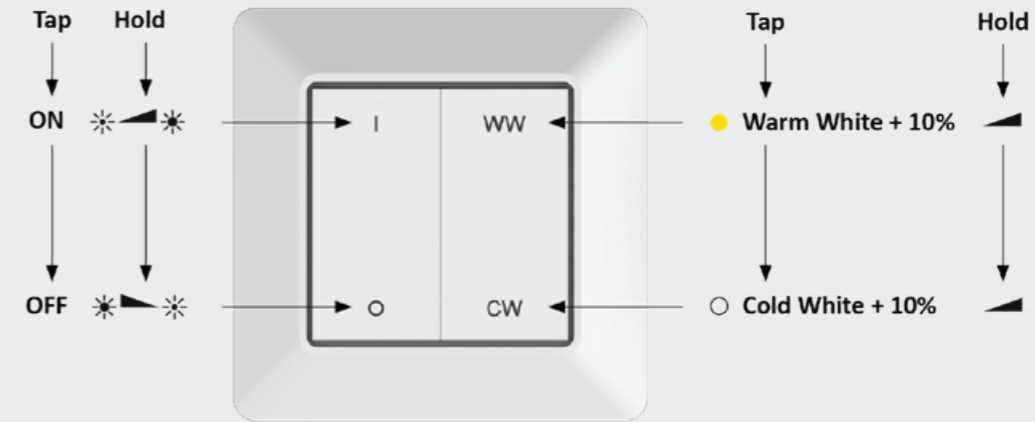 Tap Hold Tap Hold
ON I WW Warm White + 10%
OFF O CW Cold White + 10%